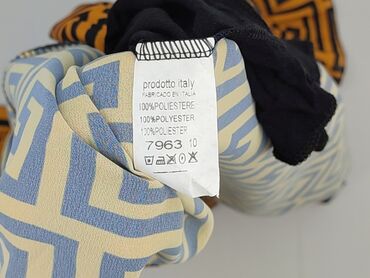 prodotto italy
FABRICADO EN ITALIA
100%POLIESTERE
100%POLYESTER
100%POLIESTER
7963 10